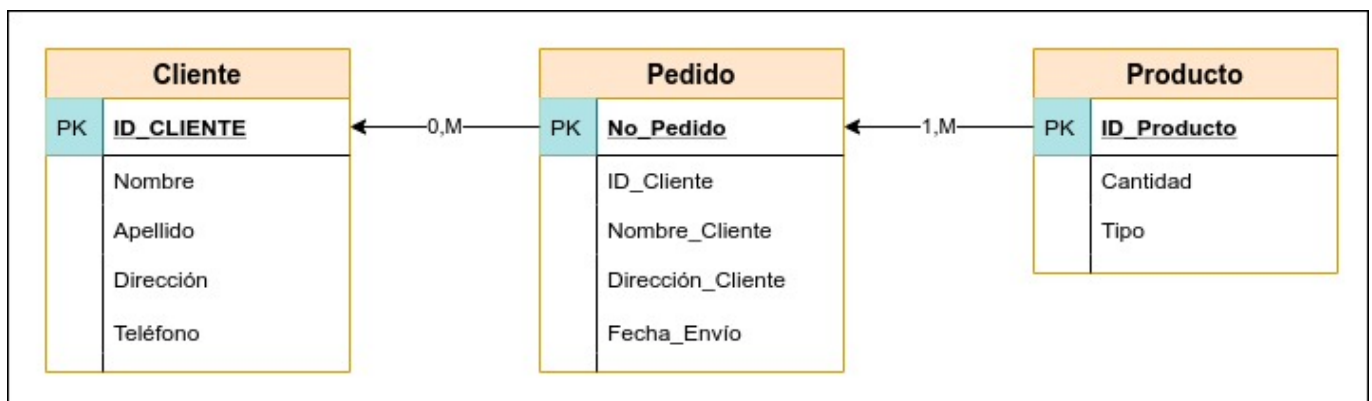 Cliente
PK ID_CLIENTE
Nombre
Apellido
Dirección
Teléfono
0,M
Pedido
PK No_Pedido
ID_Cliente
Nombre_Cliente
Dirección_Cliente
Fecha_Envío
1,M
Producto
PK ID_Producto
Cantidad
Tipo